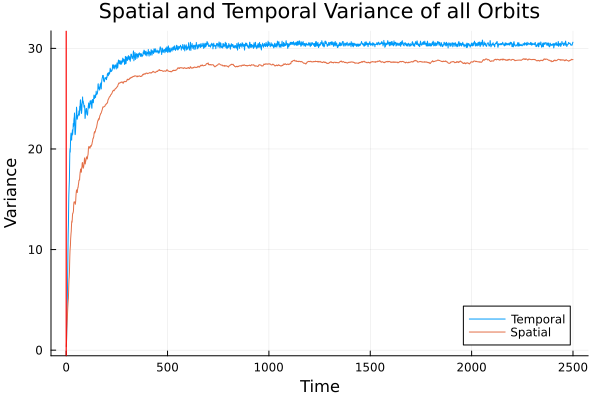 Spatial and Temporal Variance of all Orbits
Variance
30
20
10
0
Temporal
Spatial
0 500 1000 1500 2000 2500
Time